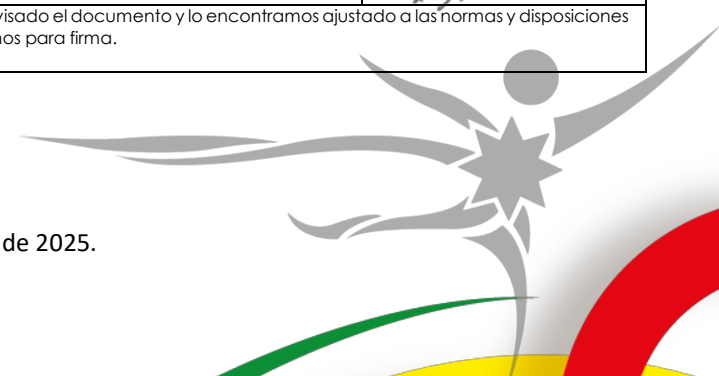 visado el documento y lo encontramos ajustado a las normas y disposiciones
nos para firma.
de 2025.